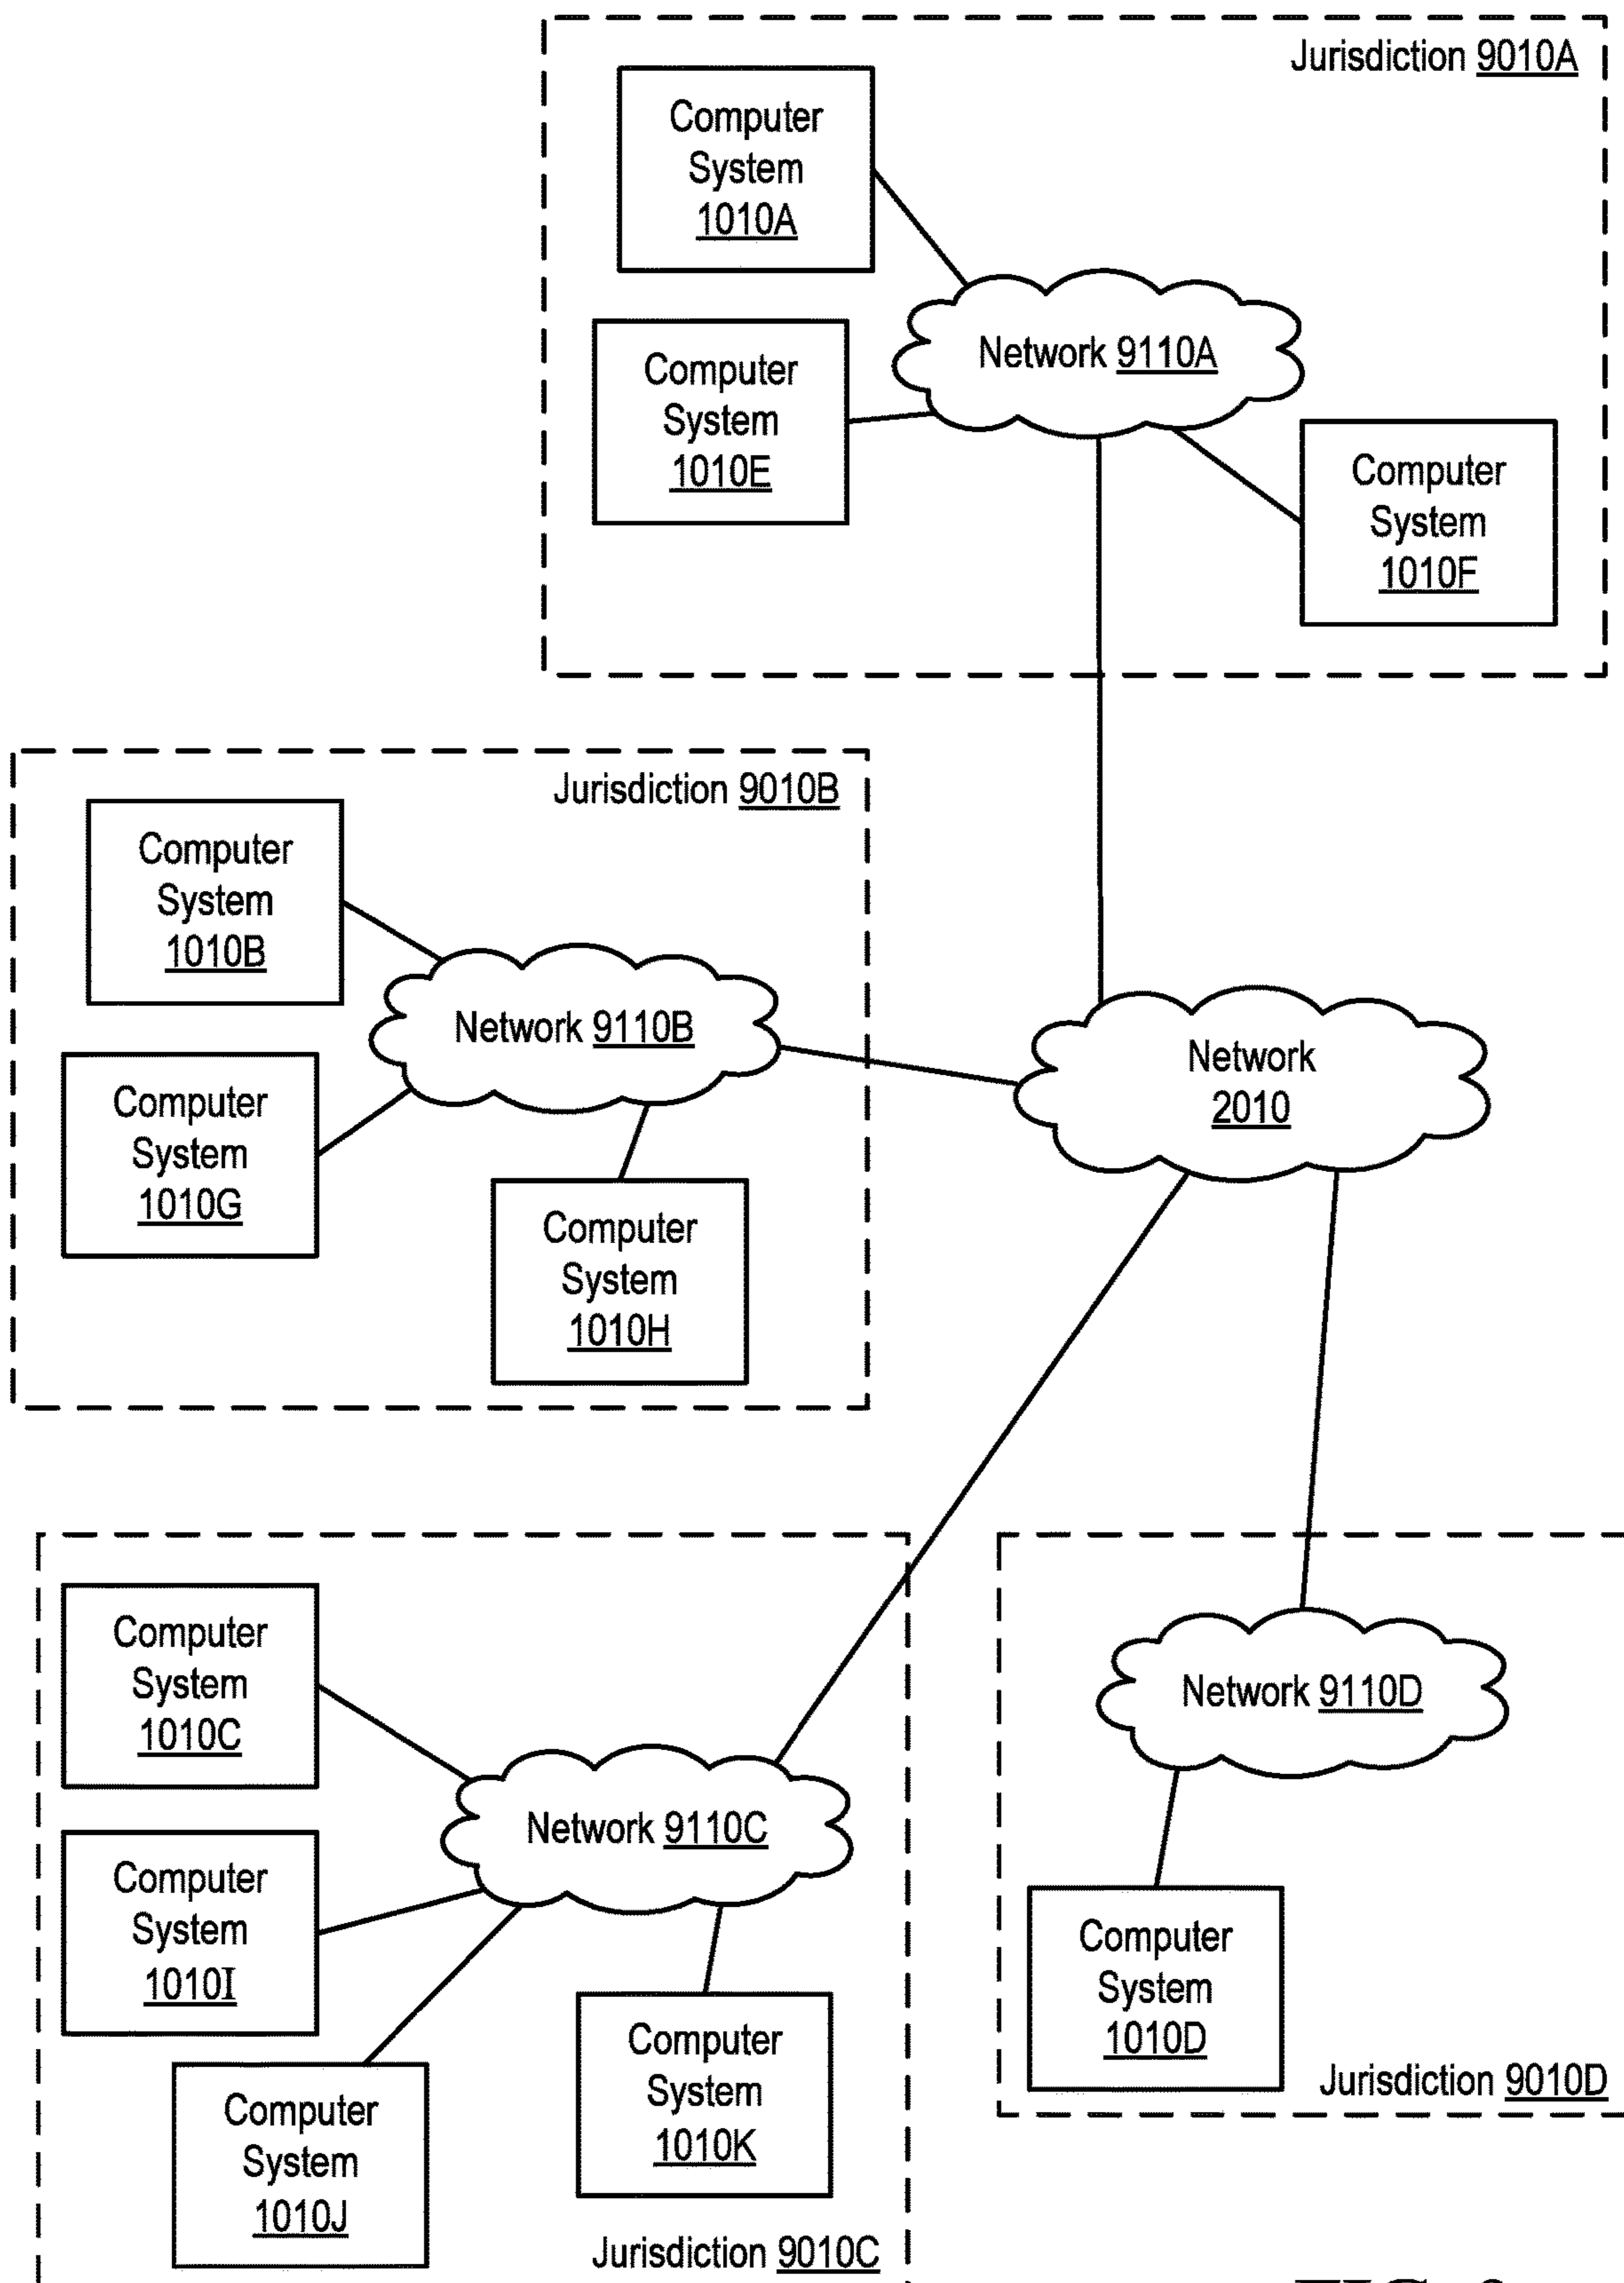 Jurisdiction 9010A
Computer
System
1010A
Network 9110A
Computer
System
1010E
Computer
System
1010F
Jurisdiction 9010B
Computer
System
1010B
Network 9110B
Computer
System
1010G
Computer
System
1010H
Network
2010
Computer
System
1010C
Network 9110C
Computer
System
1010I
Computer
System
1010J
Computer
System
1010K
Jurisdiction 9010C
Network 9110D
Computer
System
1010D
Jurisdiction 9010D